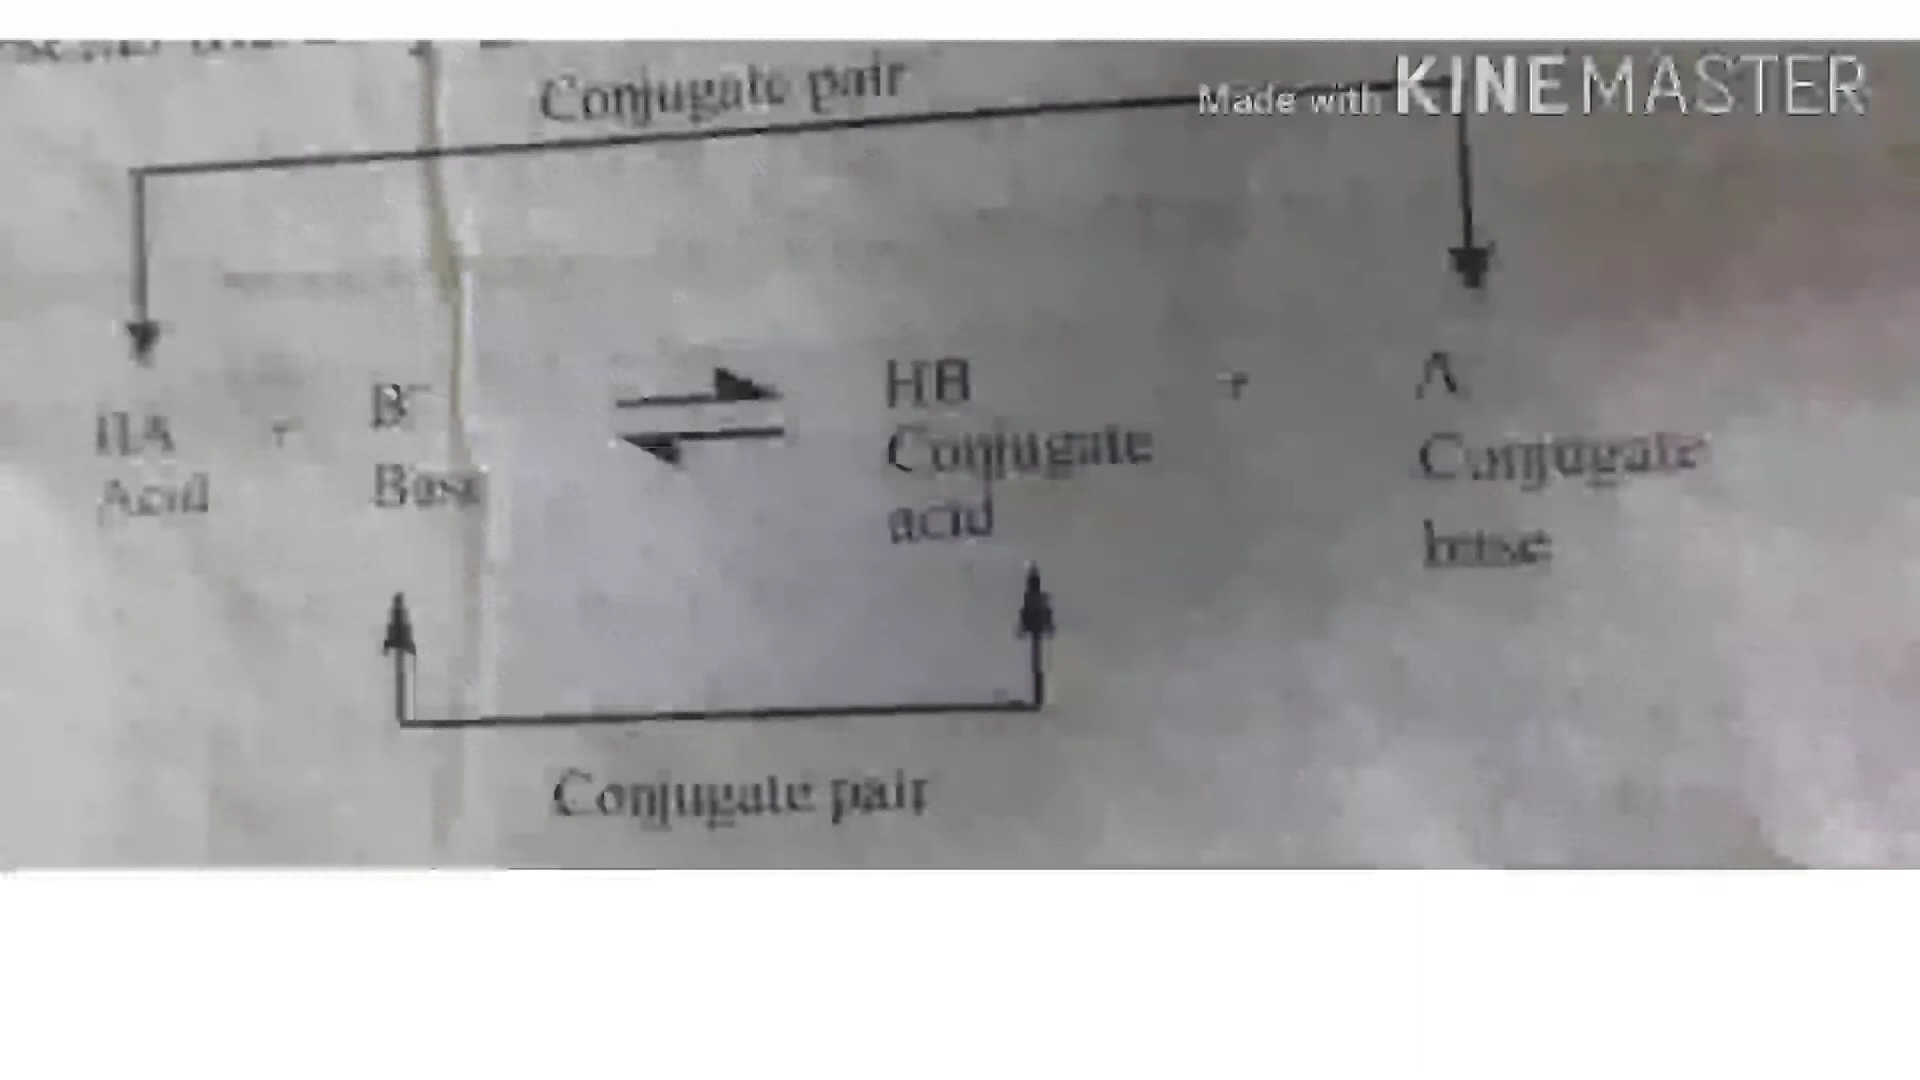 Conjugate pair
Made with KINEMASTER
HA + B⁻ ⇌ HB + A
Acid Base Conjugate acid Conjugate base
Conjugate pair